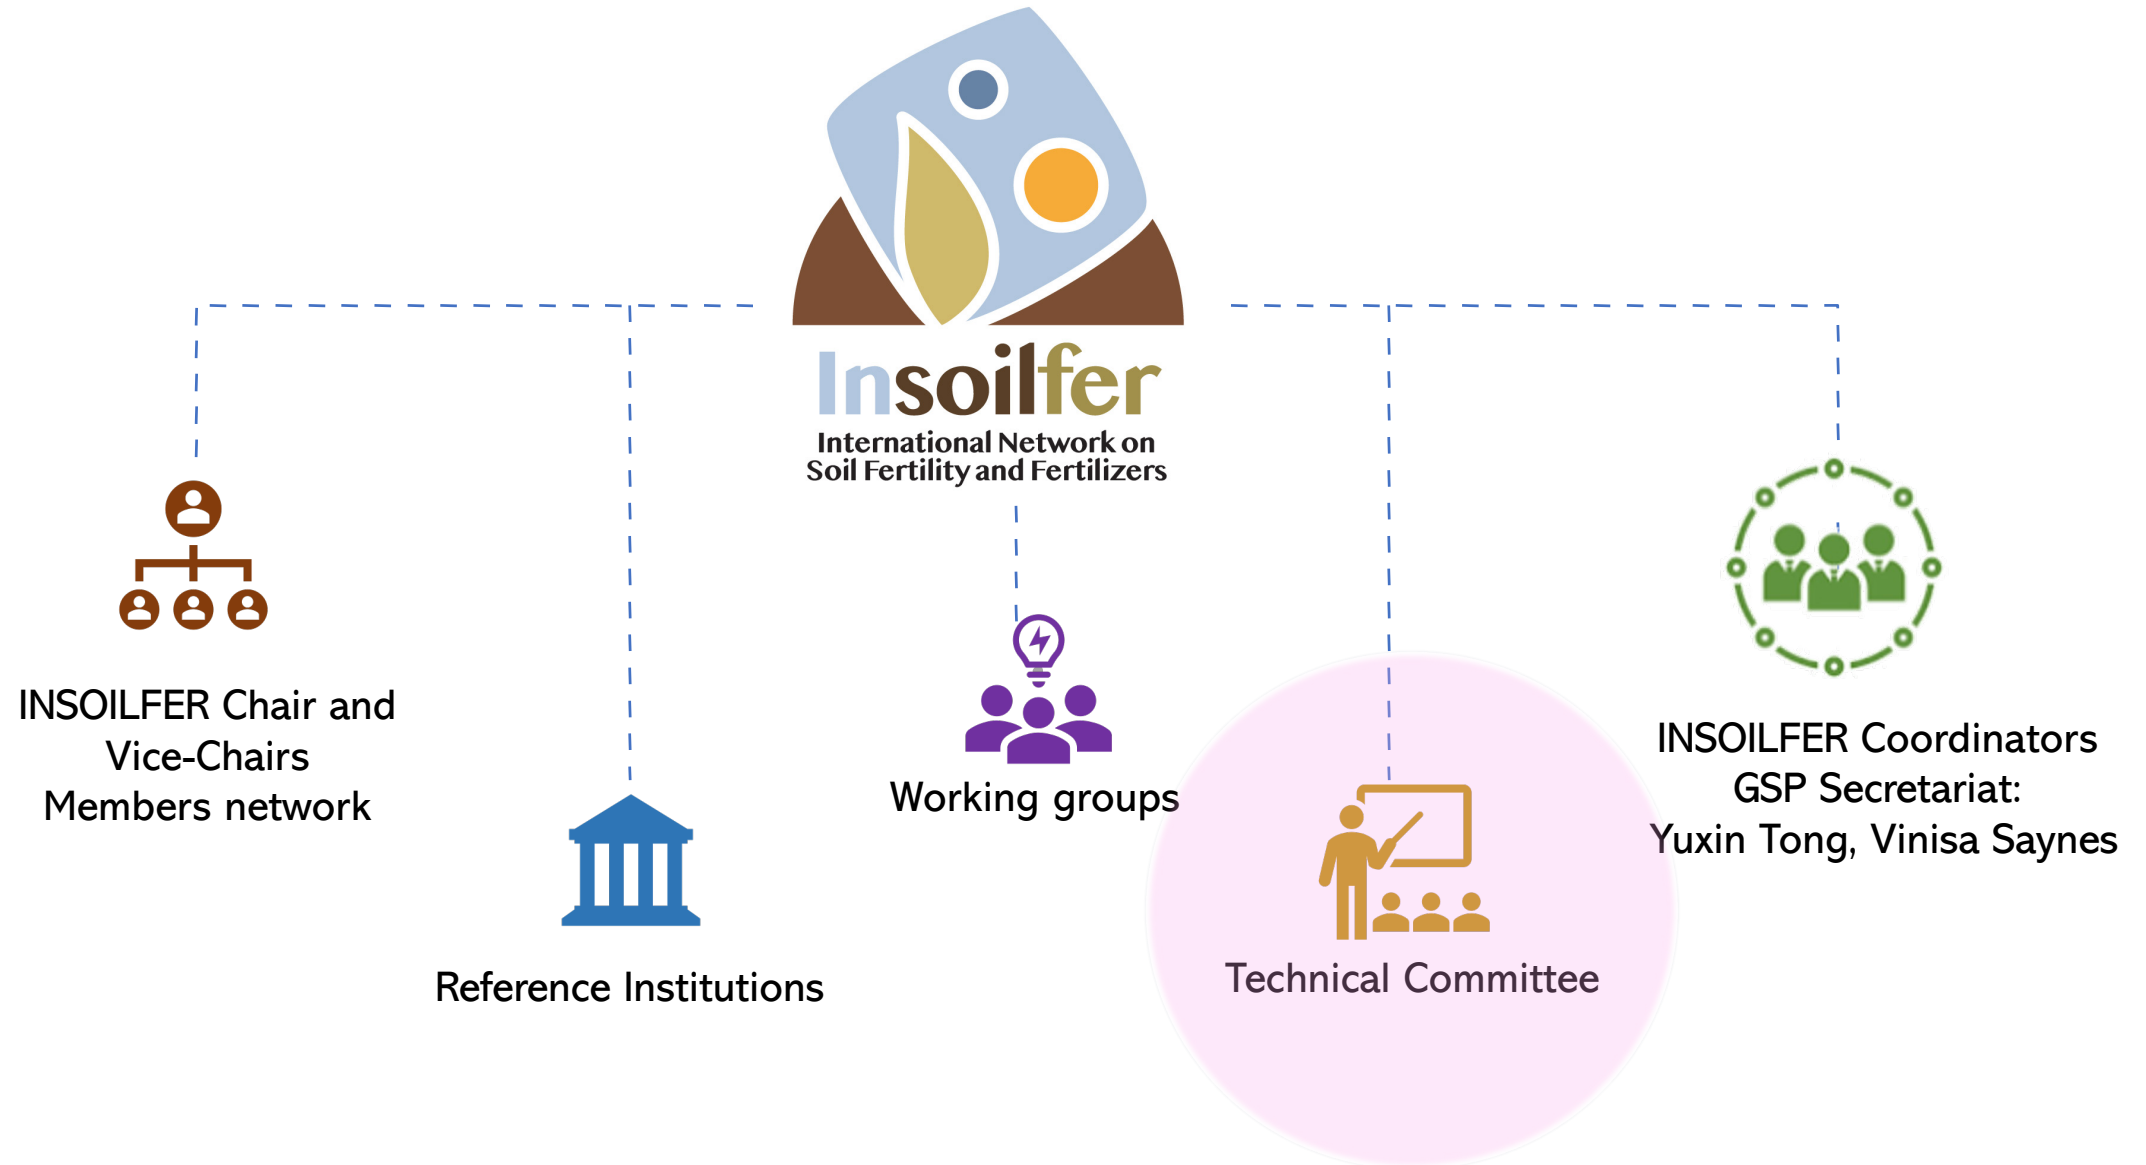 Insoilfer
International Network on
Soil Fertility and Fertilizers
INSOILFER Chair and
Vice-Chairs
Members network
Reference Institutions
Working groups
Technical Committee
INSOILFER Coordinators
GSP Secretariat:
Yuxin Tong, Vinisa Saynes